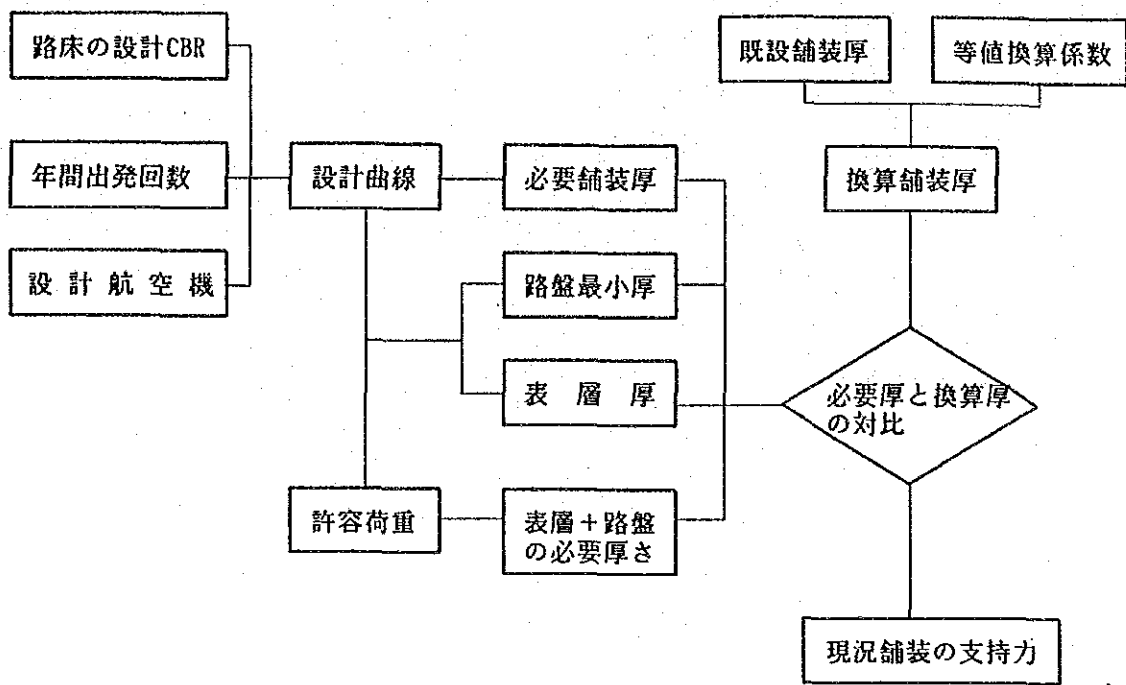 路床の設計CBR
年間出発回数
設計航空機
設計曲線
許容荷重
必要舗装厚
路盤最小厚
表層厚
表層＋路盤
の必要厚さ
既設舗装厚
等値換算係数
換算舗装厚
必要厚と換算厚
の対比
現況舗装の支持力